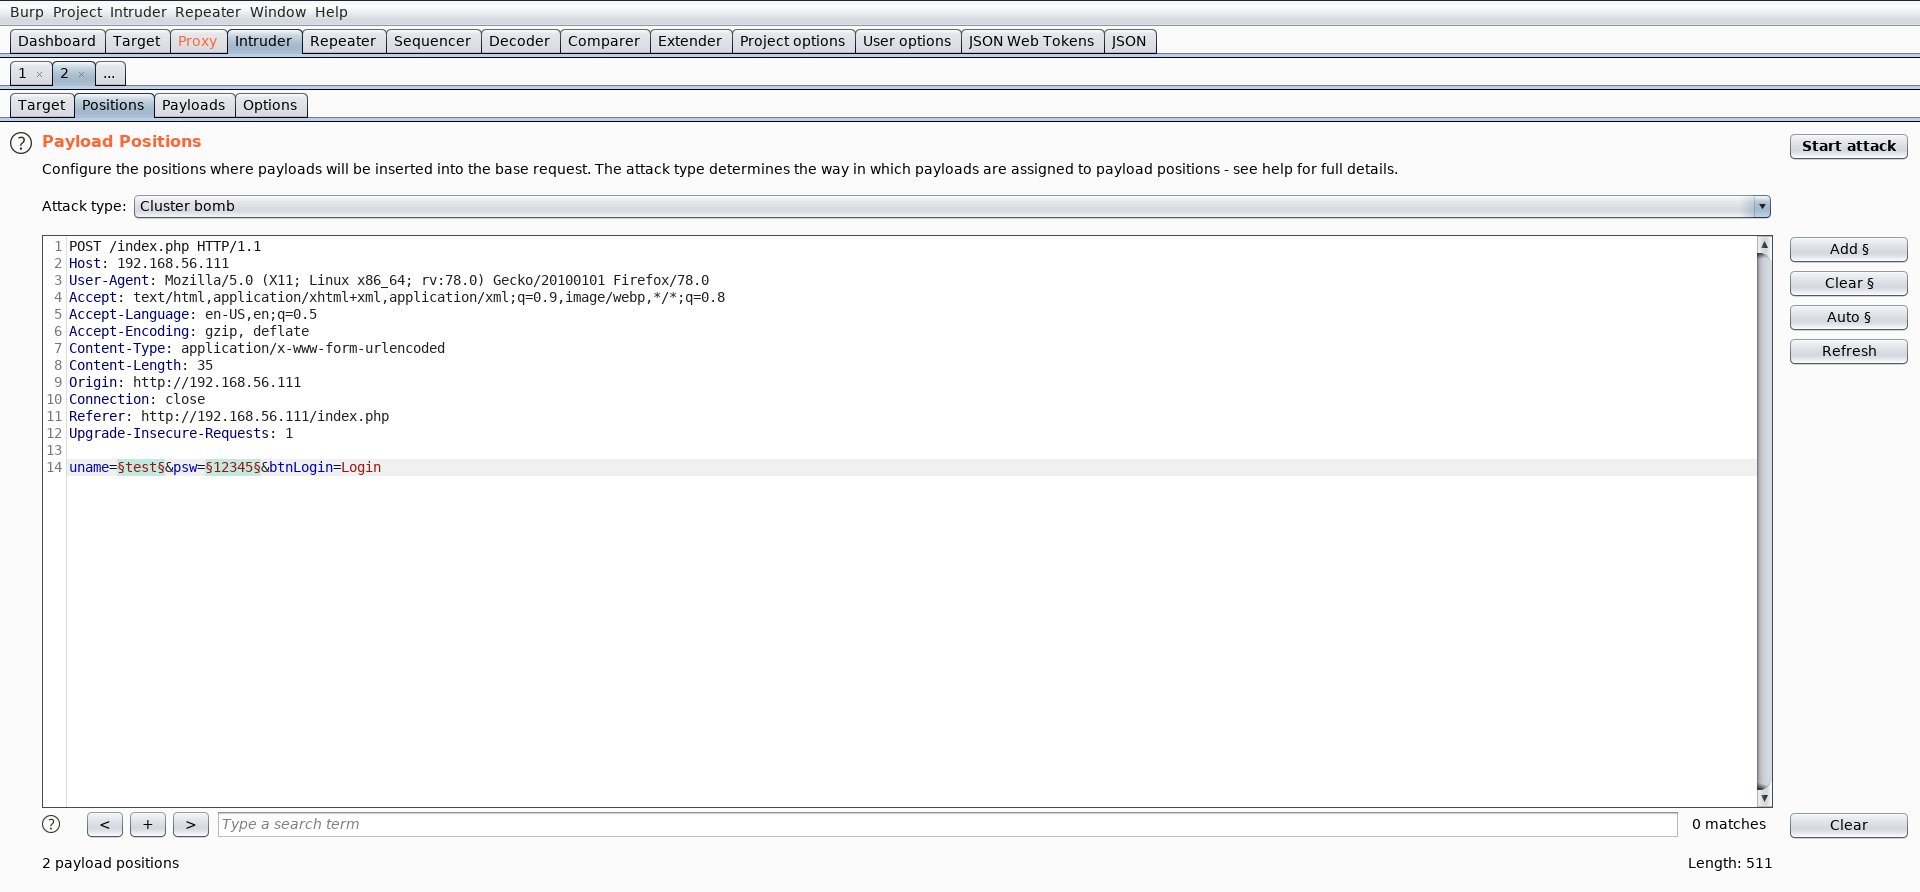 Burp Project Intruder Repeater Window Help
Dashboard Target Proxy Intruder Repeater Sequencer Decoder Comparer Extender Project options User options JSON Web Tokens JSON
1 × 2 × ...
Target Positions Payloads Options
? Payload Positions
Start attack
Configure the positions where payloads will be inserted into the base request. The attack type determines the way in which payloads are assigned to payload positions - see help for full details.
Attack type: Cluster bomb
1 POST /index.php HTTP/1.1
2 Host: 192.168.56.111
3 User-Agent: Mozilla/5.0 (X11; Linux x86_64; rv:78.0) Gecko/20100101 Firefox/78.0
4 Accept: text/html,application/xhtml+xml,application/xml;q=0.9,image/webp,*/*;q=0.8
5 Accept-Language: en-US,en;q=0.5
6 Accept-Encoding: gzip, deflate
7 Content-Type: application/x-www-form-urlencoded
8 Content-Length: 35
9 Origin: http://192.168.56.111
10 Connection: close
11 Referer: http://192.168.56.111/index.php
12 Upgrade-Insecure-Requests: 1
13
14 uname=§test§&psw=§12345§&btnLogin=Login
Add §
Clear §
Auto §
Refresh
? < + > Type a search term 0 matches Clear
2 payload positions Length: 511